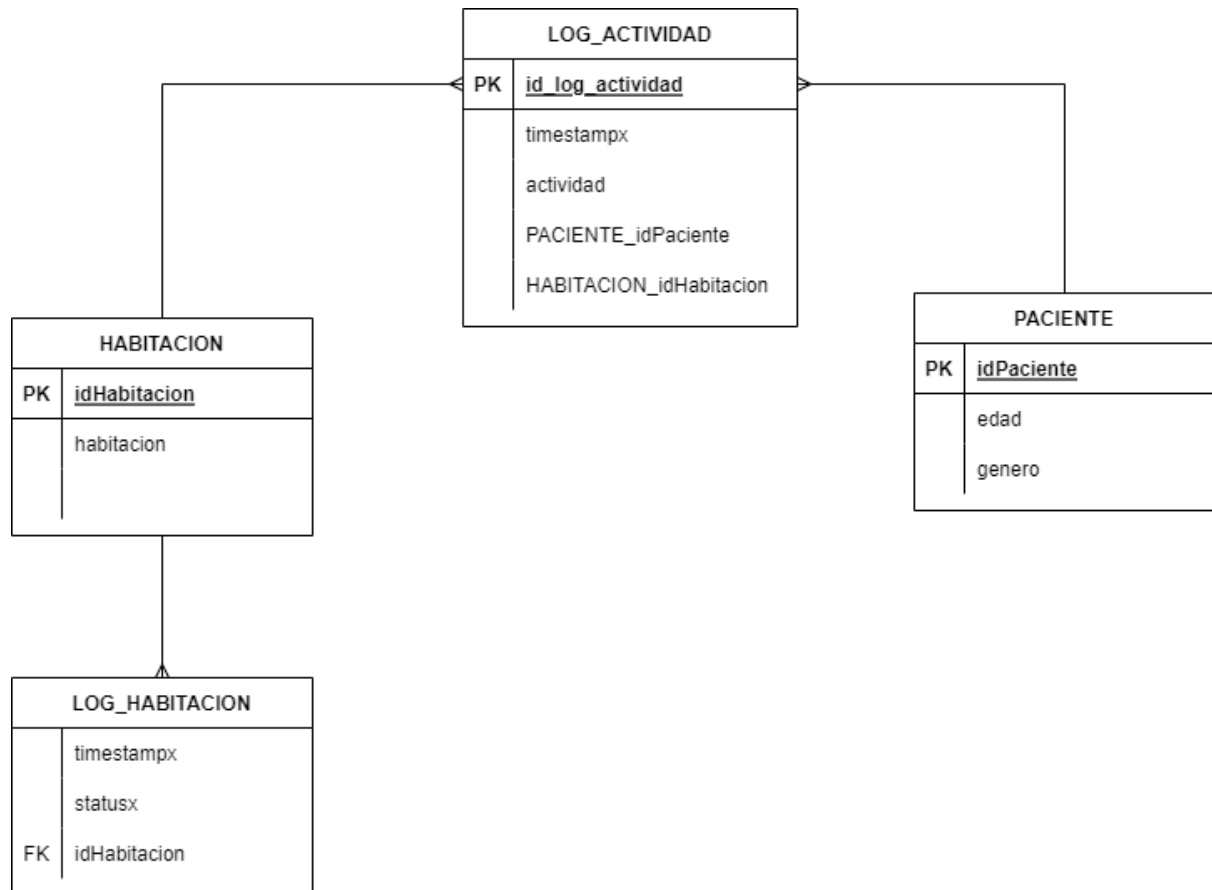 LOG_ACTIVIDAD
PK id_log_actividad
timestampx
actividad
PACIENTE_idPaciente
HABITACION_idHabitacion
HABITACION
PK idHabitacion
habitacion
PACIENTE
PK idPaciente
edad
genero
LOG_HABITACION
timestampx
statusx
FK idHabitacion